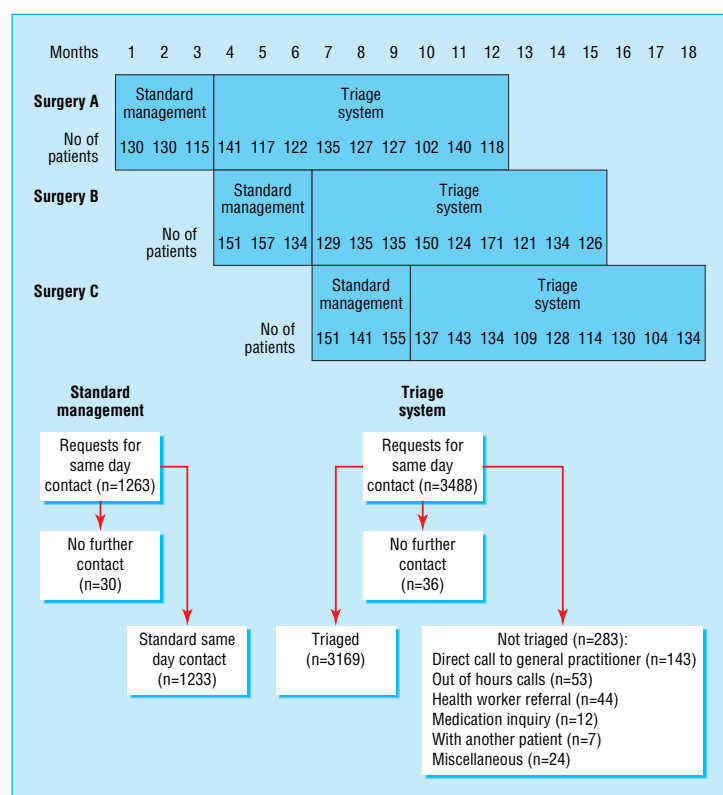 Months 1 2 3 4 5 6 7 8 9 10 11 12 13 14 15 16 17 18
Surgery A
Standard
management
Triage
system
No of
patients
130 130 115 141 117 122 135 127 127 102 140 118
Surgery B
Standard
management
Triage
system
No of
patients
151 157 134 129 135 135 150 124 171 121 134 126
Surgery C
Standard
management
Triage
system
No of
patients
151 141 155 137 143 134 109 128 114 130 104 134
Standard
management
Requests for
same day
contact (n=1263)
No further
contact
(n=30)
Standard same
day contact
(n=1233)
Triage
system
Requests for
same day
contact (n=3488)
No further
contact
(n=36)
Triaged
(n=3169)
Not triaged (n=283):
Direct call to general practitioner (n=143)
Out of hours calls (n=53)
Health worker referral (n=44)
Medication inquiry (n=12)
With another patient (n=7)
Miscellaneous (n=24)